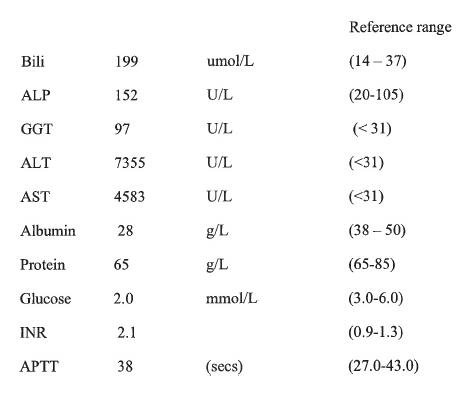 Reference range
Bili 199 umol/L (14 – 37)
ALP 152 U/L (20-105)
GGT 97 U/L (< 31)
ALT 7355 U/L (<31)
AST 4583 U/L (<31)
Albumin 28 g/L (38 – 50)
Protein 65 g/L (65-85)
Glucose 2.0 mmol/L (3.0-6.0)
INR 2.1 (0.9-1.3)
APTT 38 (secs) (27.0-43.0)